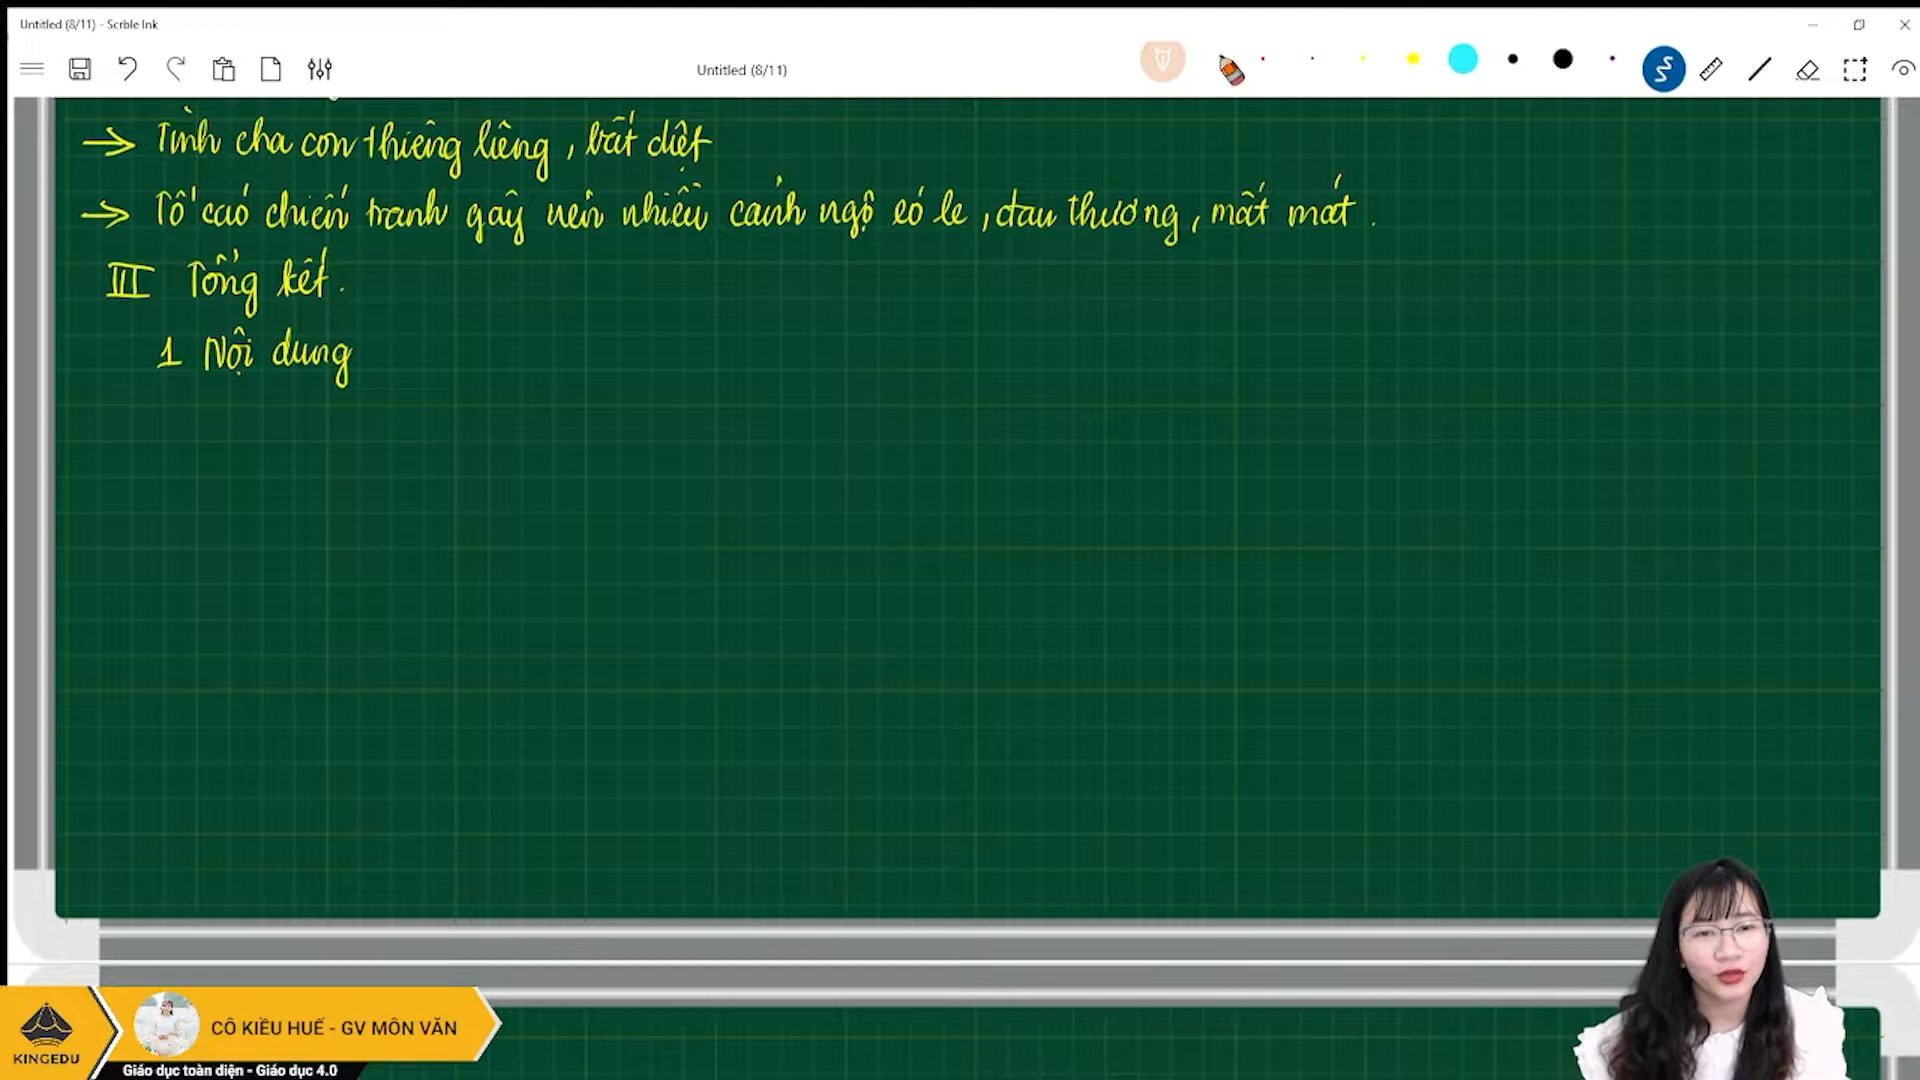 Untitled (8/11) - Scrble Ink
Untitled (8/11)
→ Tình cha con thiêng liêng, bất diệt
→ Tố cáo chiến tranh gây nên nhiều cảnh ngộ éo le, đau thương, mất mát.
III Tổng kết.
1 Nội dung
CÔ KIỀU HUẾ - GV MÔN VĂN
KINGEDU
Giáo dục toàn diện - Giáo dục 4.0